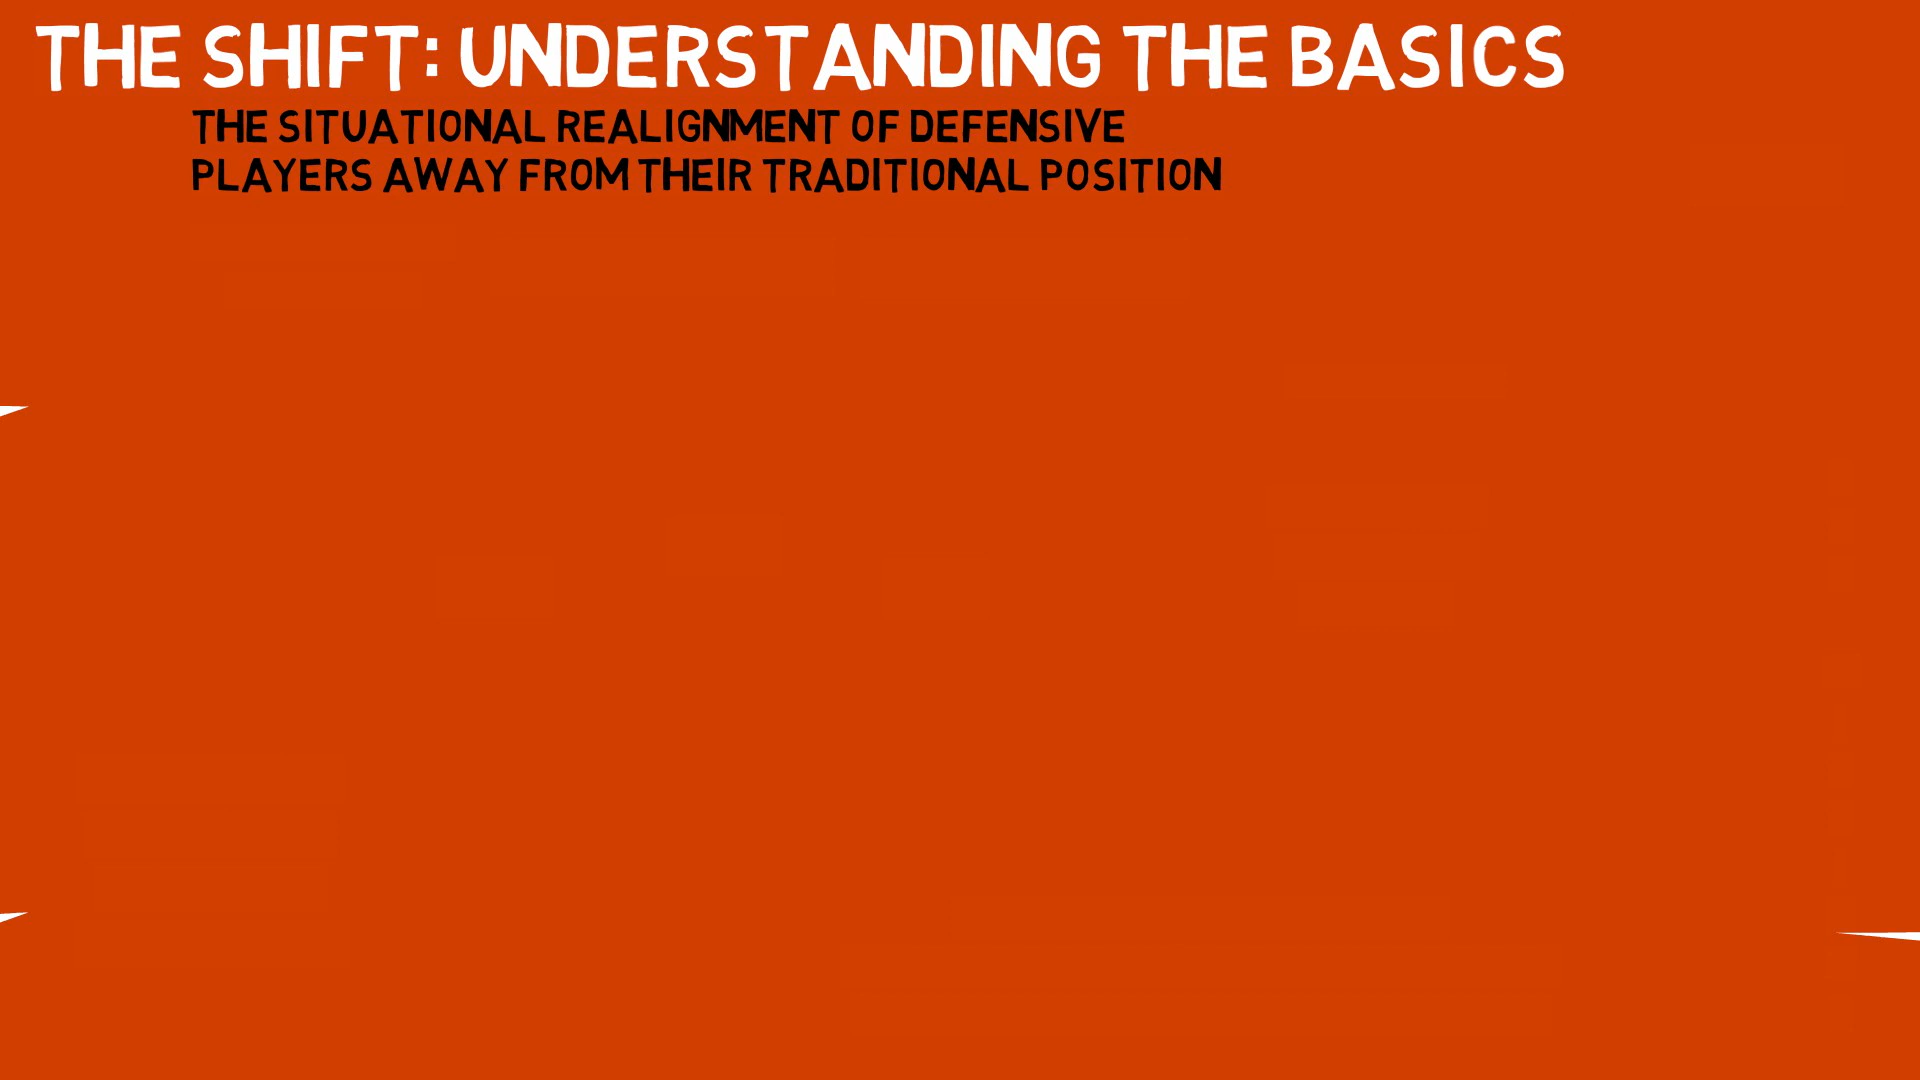 THE SHIFT: UNDERSTANDING THE BASICS
THE SITUATIONAL REALIGNMENT OF DEFENSIVE
PLAYERS AWAY FROM THEIR TRADITIONAL POSITION